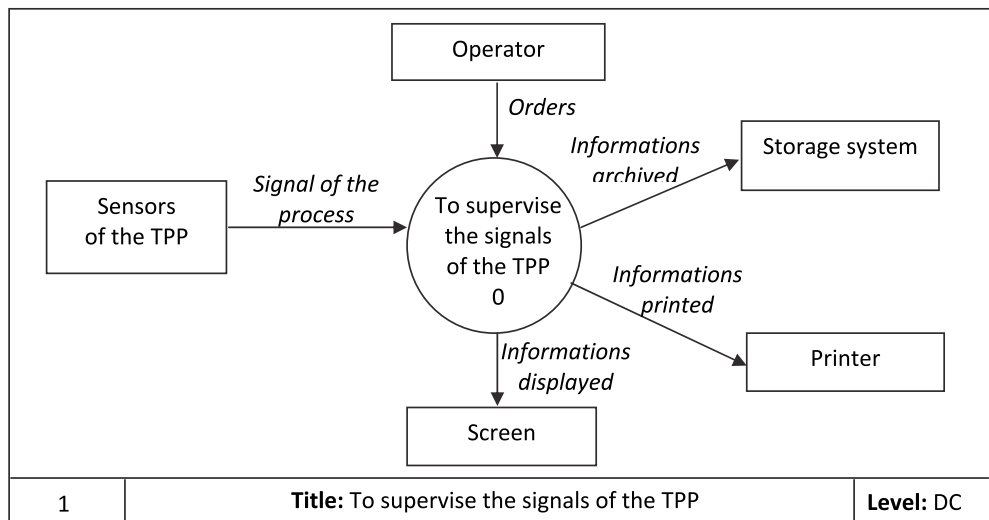 Operator
Orders
Informations
archived
Storage system
Signal of the
process
Sensors
of the TPP
To supervise
the signals
of the TPP
0
Informations
printed
Printer
Informations
displayed
Screen
1
Title: To supervise the signals of the TPP
Level: DC